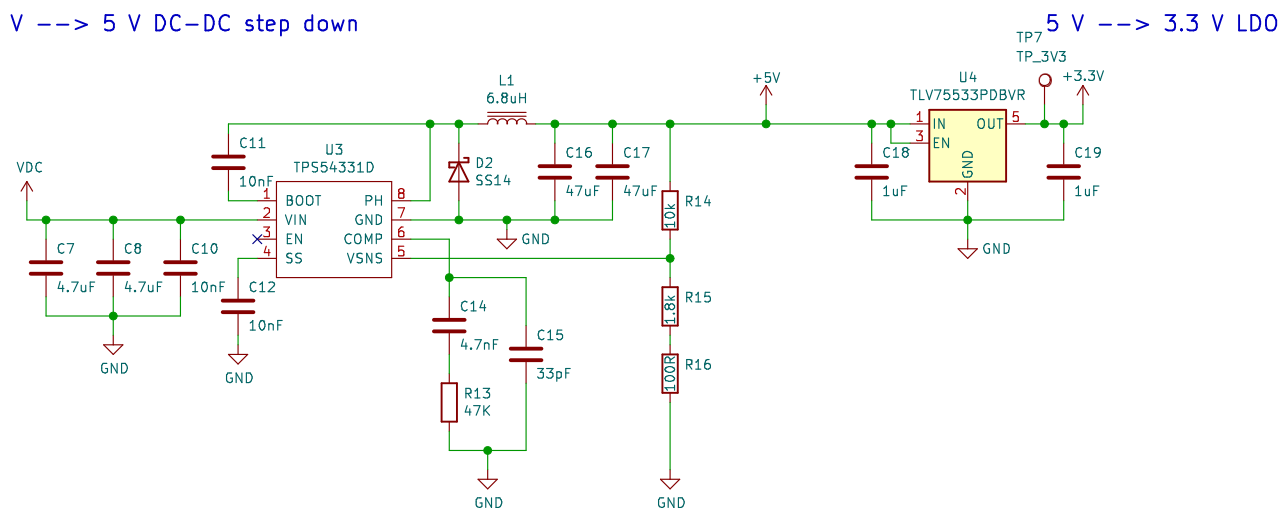 V --> 5 V DC-DC step down
5 V --> 3.3 V LDO
TP7
TP_3V3
+3.3V
+5V
U4
TLV75533PDBVR
L1
6.8uH
1 IN OUT 5
3 EN
GND
2
C18
1uF
C19
1uF
GND
C11
10nF
U3
TPS54331D
D2
SS14
C16
47uF
C17
47uF
VDC
1 BOOT PH 8
2 VIN GND 7
3 EN COMP 6
4 SS VSNS 5
GND
R14
10k
C7
4.7uF
C8
4.7uF
C10
10nF
C12
10nF
GND
GND
C14
4.7nF
C15
33pF
R13
47K
GND
R15
1.8k
R16
100R
GND